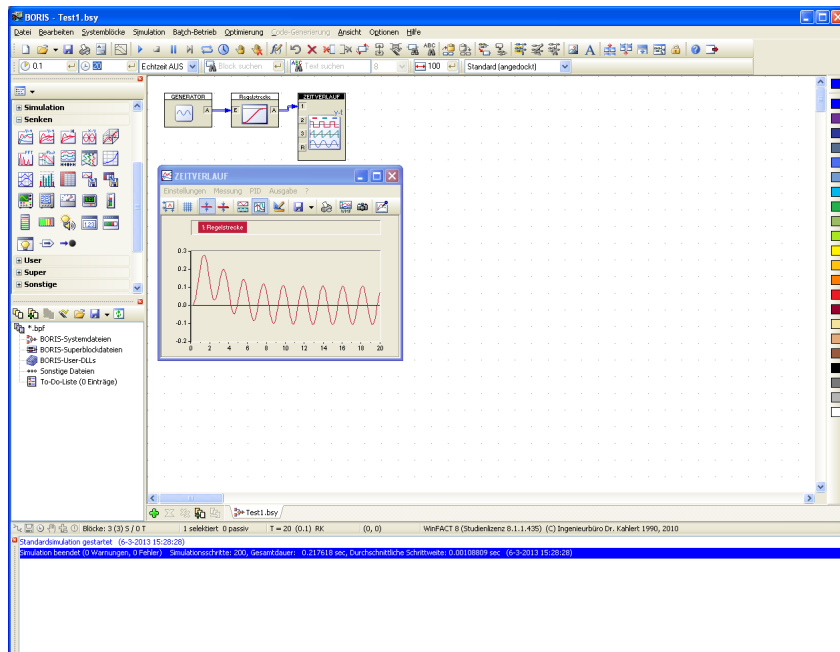 BORIS - Test1.bsy
Datei Bearbeiten Systemblöcke Simulation Batch-Betrieb Optimierung Code-Generierung Ansicht Optionen Hilfe
0.1 20 Echtzeit AUS Block suchen Text suchen 0 100 Standard (angedockt)
Simulation
Senken
User
Super
Sonstige
GENERATOR
A
Regelstrecke
E A
ZEITVERLAUF
1
2
3
R
y-t
ZEITVERLAUF
Einstellungen Messung PID Ausgabe ?
1 Regelstrecke
0.3
0.2
0.1
0.0
-0.1
-0.2
0 2 4 6 8 10 12 14 16 18 20
*.bpf
BORIS-Systemdateien
BORIS-Superblockdateien
BORIS-User-DLLs
Sonstige Dateien
To-Do-Liste (0 Einträge)
Test1.bsy
Blöcke: 3 (3) S / 0 T 1 selektiert 0 passiv T = 20 (0.1) RK (0, 0) WinFACT 8 (Studienlizenz 8.1.1.435) (C) Ingenieurbüro Dr. Kahlert 1990, 2010
Standardsimulation gestartet (6-3-2013 15:28:28)
Simulation beendet (0 Warnungen, 0 Fehler) Simulationsschritte: 200, Gesamtdauer: 0.217618 sec, Durchschnittliche Schrittweite: 0.00108809 sec (6-3-2013 15:28:28)